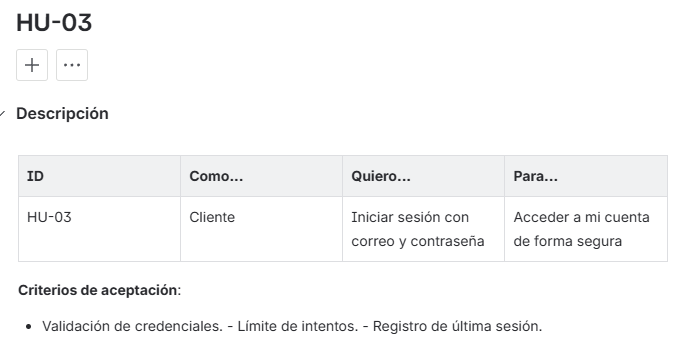 HU-03
Descripción
ID Como... Quiero... Para...
HU-03 Cliente Iniciar sesión con correo y contraseña Acceder a mi cuenta de forma segura
Criterios de aceptación:
• Validación de credenciales. - Límite de intentos. - Registro de última sesión.